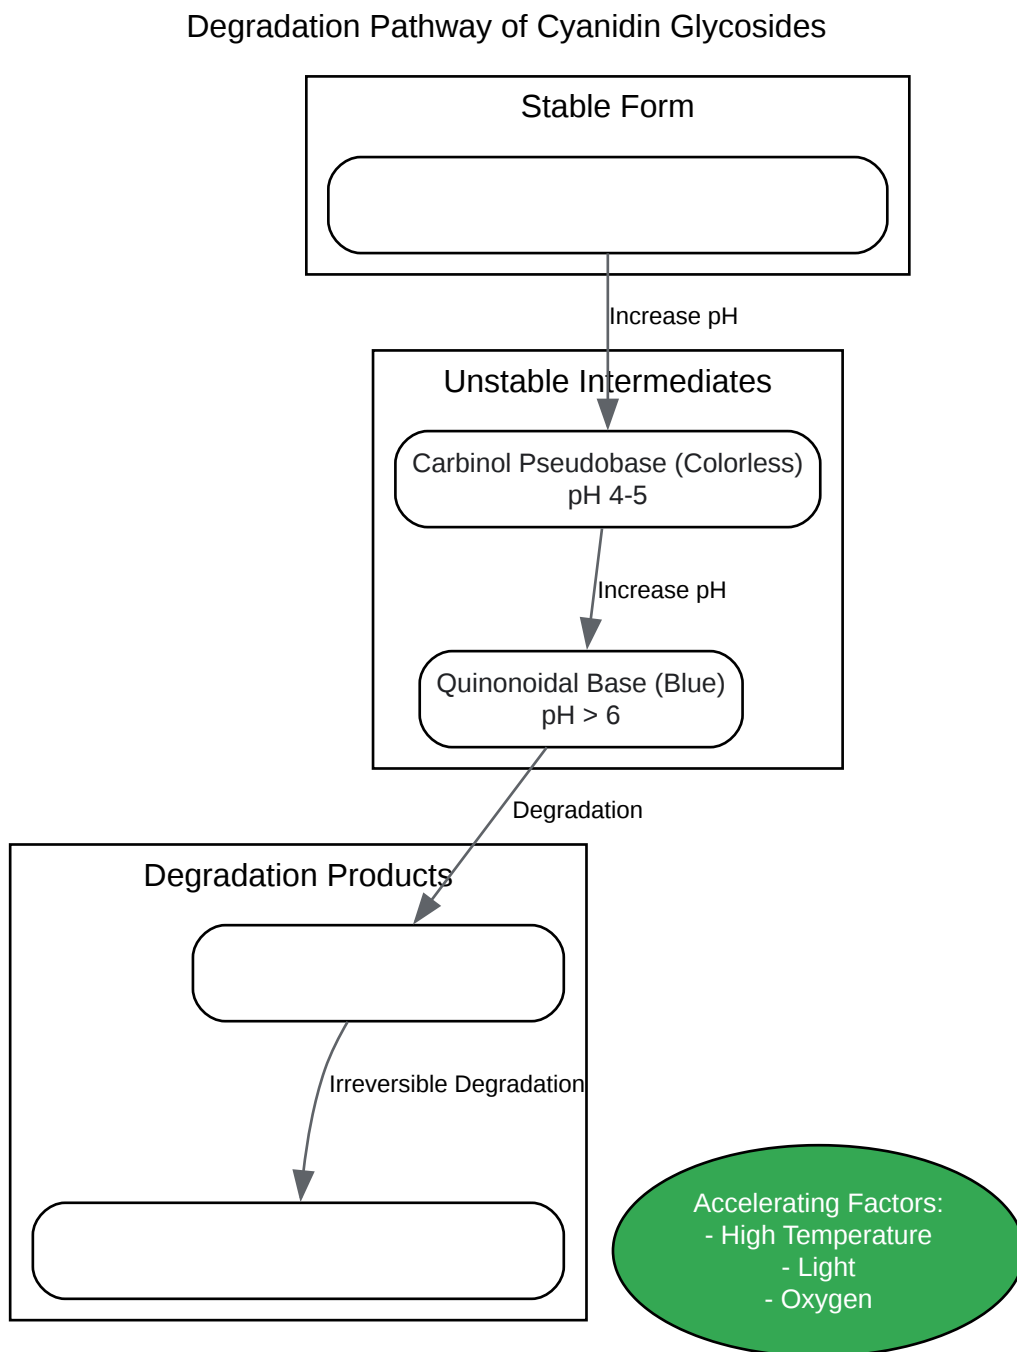 Degradation Pathway of Cyanidin Glycosides
Stable Form
Increase pH
Unstable Intermediates
Carbinol Pseudobase (Colorless)
pH 4-5
Increase pH
Quinonoidal Base (Blue)
pH > 6
Degradation
Degradation Products
Irreversible Degradation
Accelerating Factors:
- High Temperature
- Light
- Oxygen